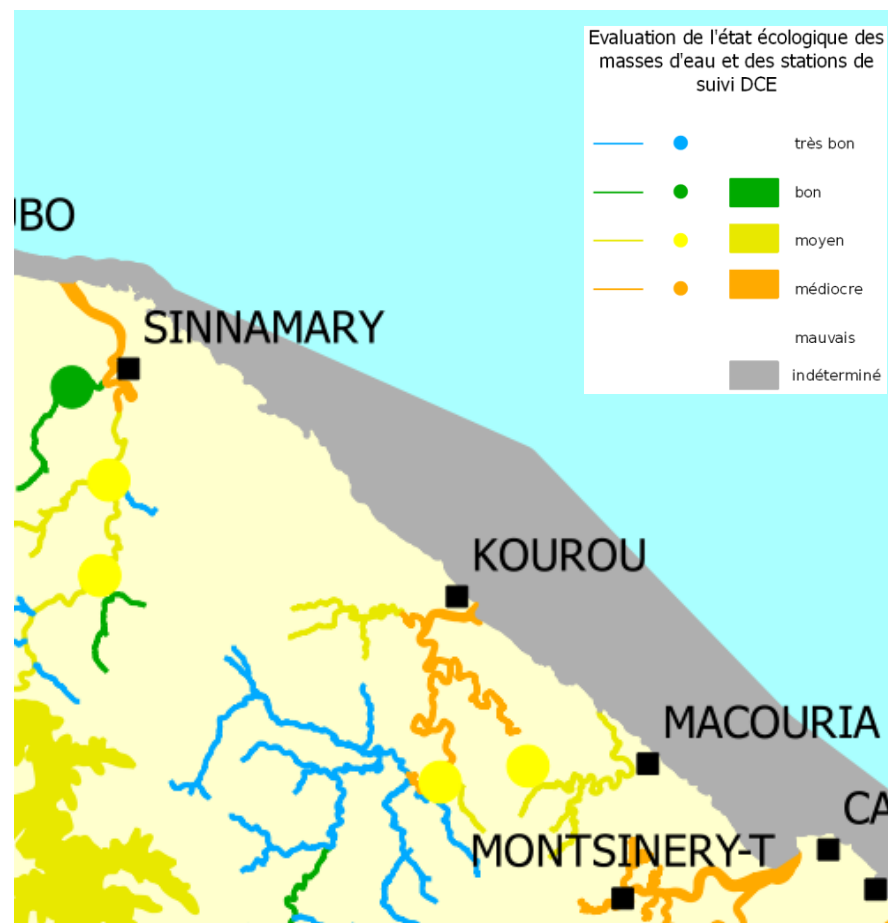 Evaluation de l'état écologique des
masses d'eau et des stations de
suivi DCE
très bon
bon
moyen
médiocre
mauvais
indéterminé
UBO
SINNAMARY
KOUROU
MACOURIA
CA
MONTSINERY-T